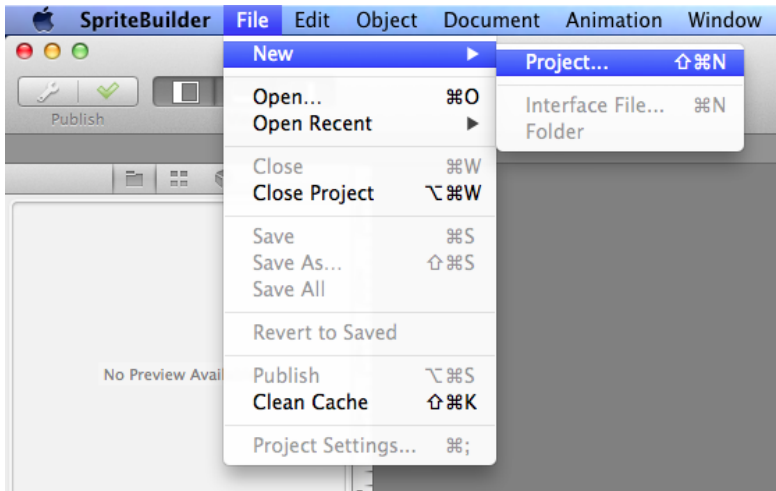 SpriteBuilder File Edit Object Document Animation Window
New
Project... ⇧⌘N
Open... ⌘O
Interface File... ⌘N
Publish
Open Recent
Folder
Close ⌘W
Close Project ⌥⌘W
Save ⌘S
Save As... ⇧⌘S
Save All
Revert to Saved
No Preview Avai
Publish ⌥⌘S
Clean Cache ⇧⌘K
Project Settings... ⌘;